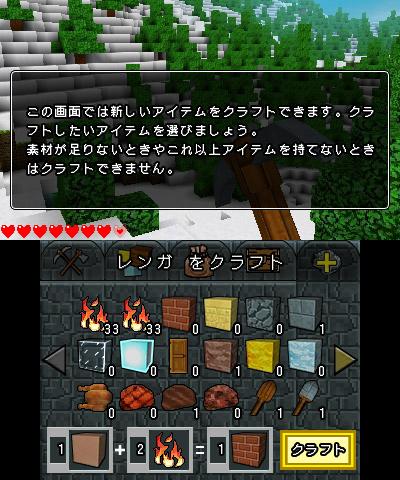 この画面では新しいアイテムをクラフトできます。クラ
フトしたいアイテムを選びましょう。
素材が足りないときやこれ以上アイテムを持てないとき
はクラフトできません。
レンガ をクラフト
33 33 0 0 0 1
0 0 0 1 0 0
0 0 1 0 1 1
1 + 2 = 1 クラフト